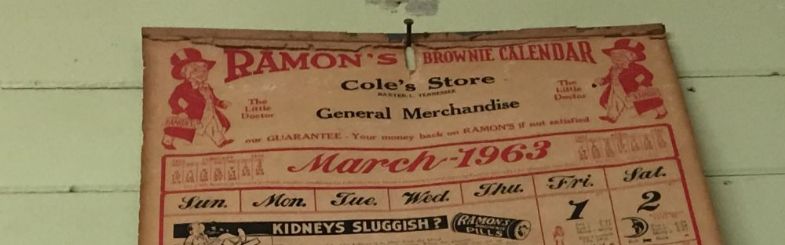 RAMON'S BROWNIE CALENDAR
Cole's Store
General Merchandise
The Little Doctor
The Little Doctor
our GUARANTEE - Your money back on RAMON'S if not satisfied
March-1963
Sun. Mon. Tue. Wed. Thu. Fri. Sat.
1 2
KIDNEYS SLUGGISH?
RAMON'S
PILLS